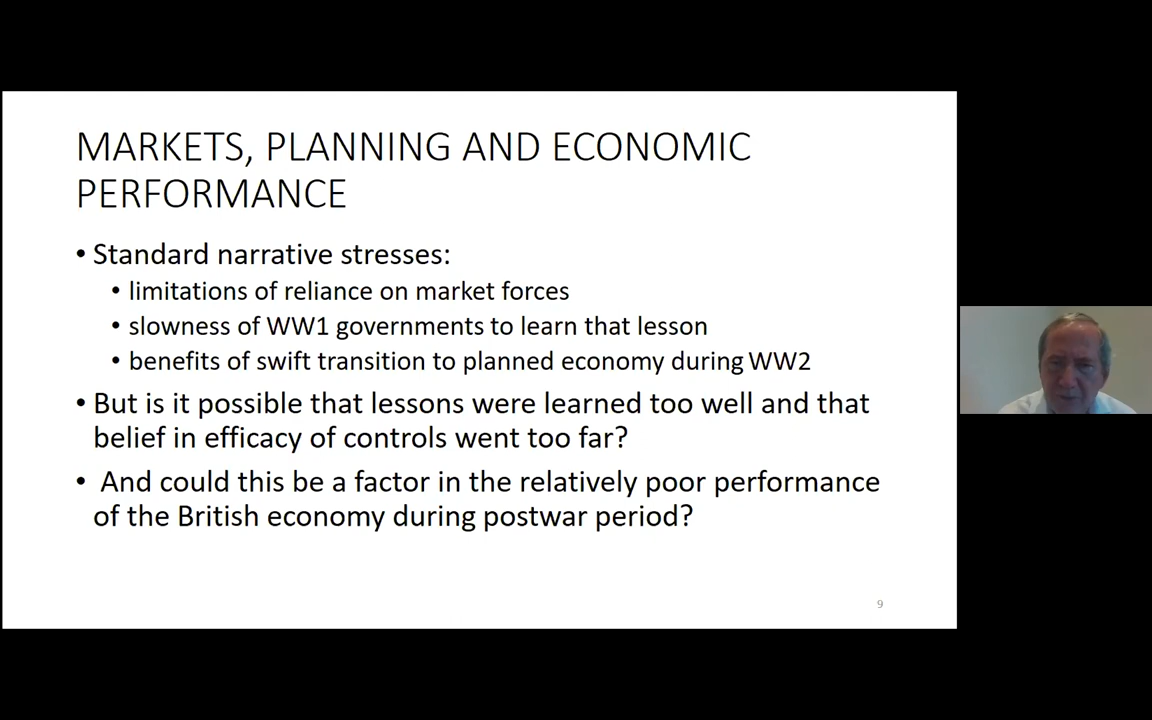 MARKETS, PLANNING AND ECONOMIC
PERFORMANCE
• Standard narrative stresses:
• limitations of reliance on market forces
• slowness of WW1 governments to learn that lesson
• benefits of swift transition to planned economy during WW2
• But is it possible that lessons were learned too well and that
belief in efficacy of controls went too far?
• And could this be a factor in the relatively poor performance
of the British economy during postwar period?
9